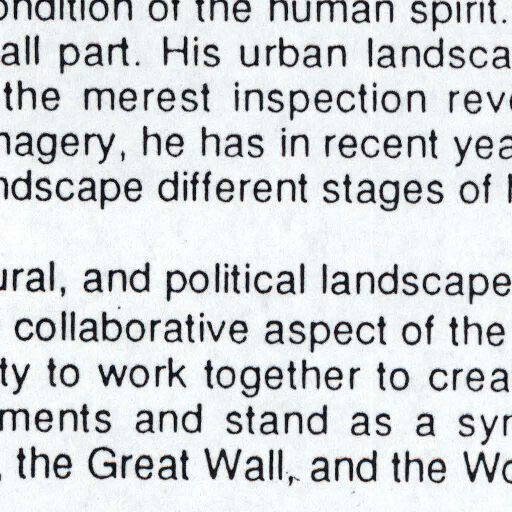 ondition of the human spirit.
all part. His urban landsca
the merest inspection rev
nagery, he has in recent yea
ndscape different stages of
ural, and political landscape
collaborative aspect of the
ty to work together to crea
ments and stand as a syn
, the Great Wall, and the Wo